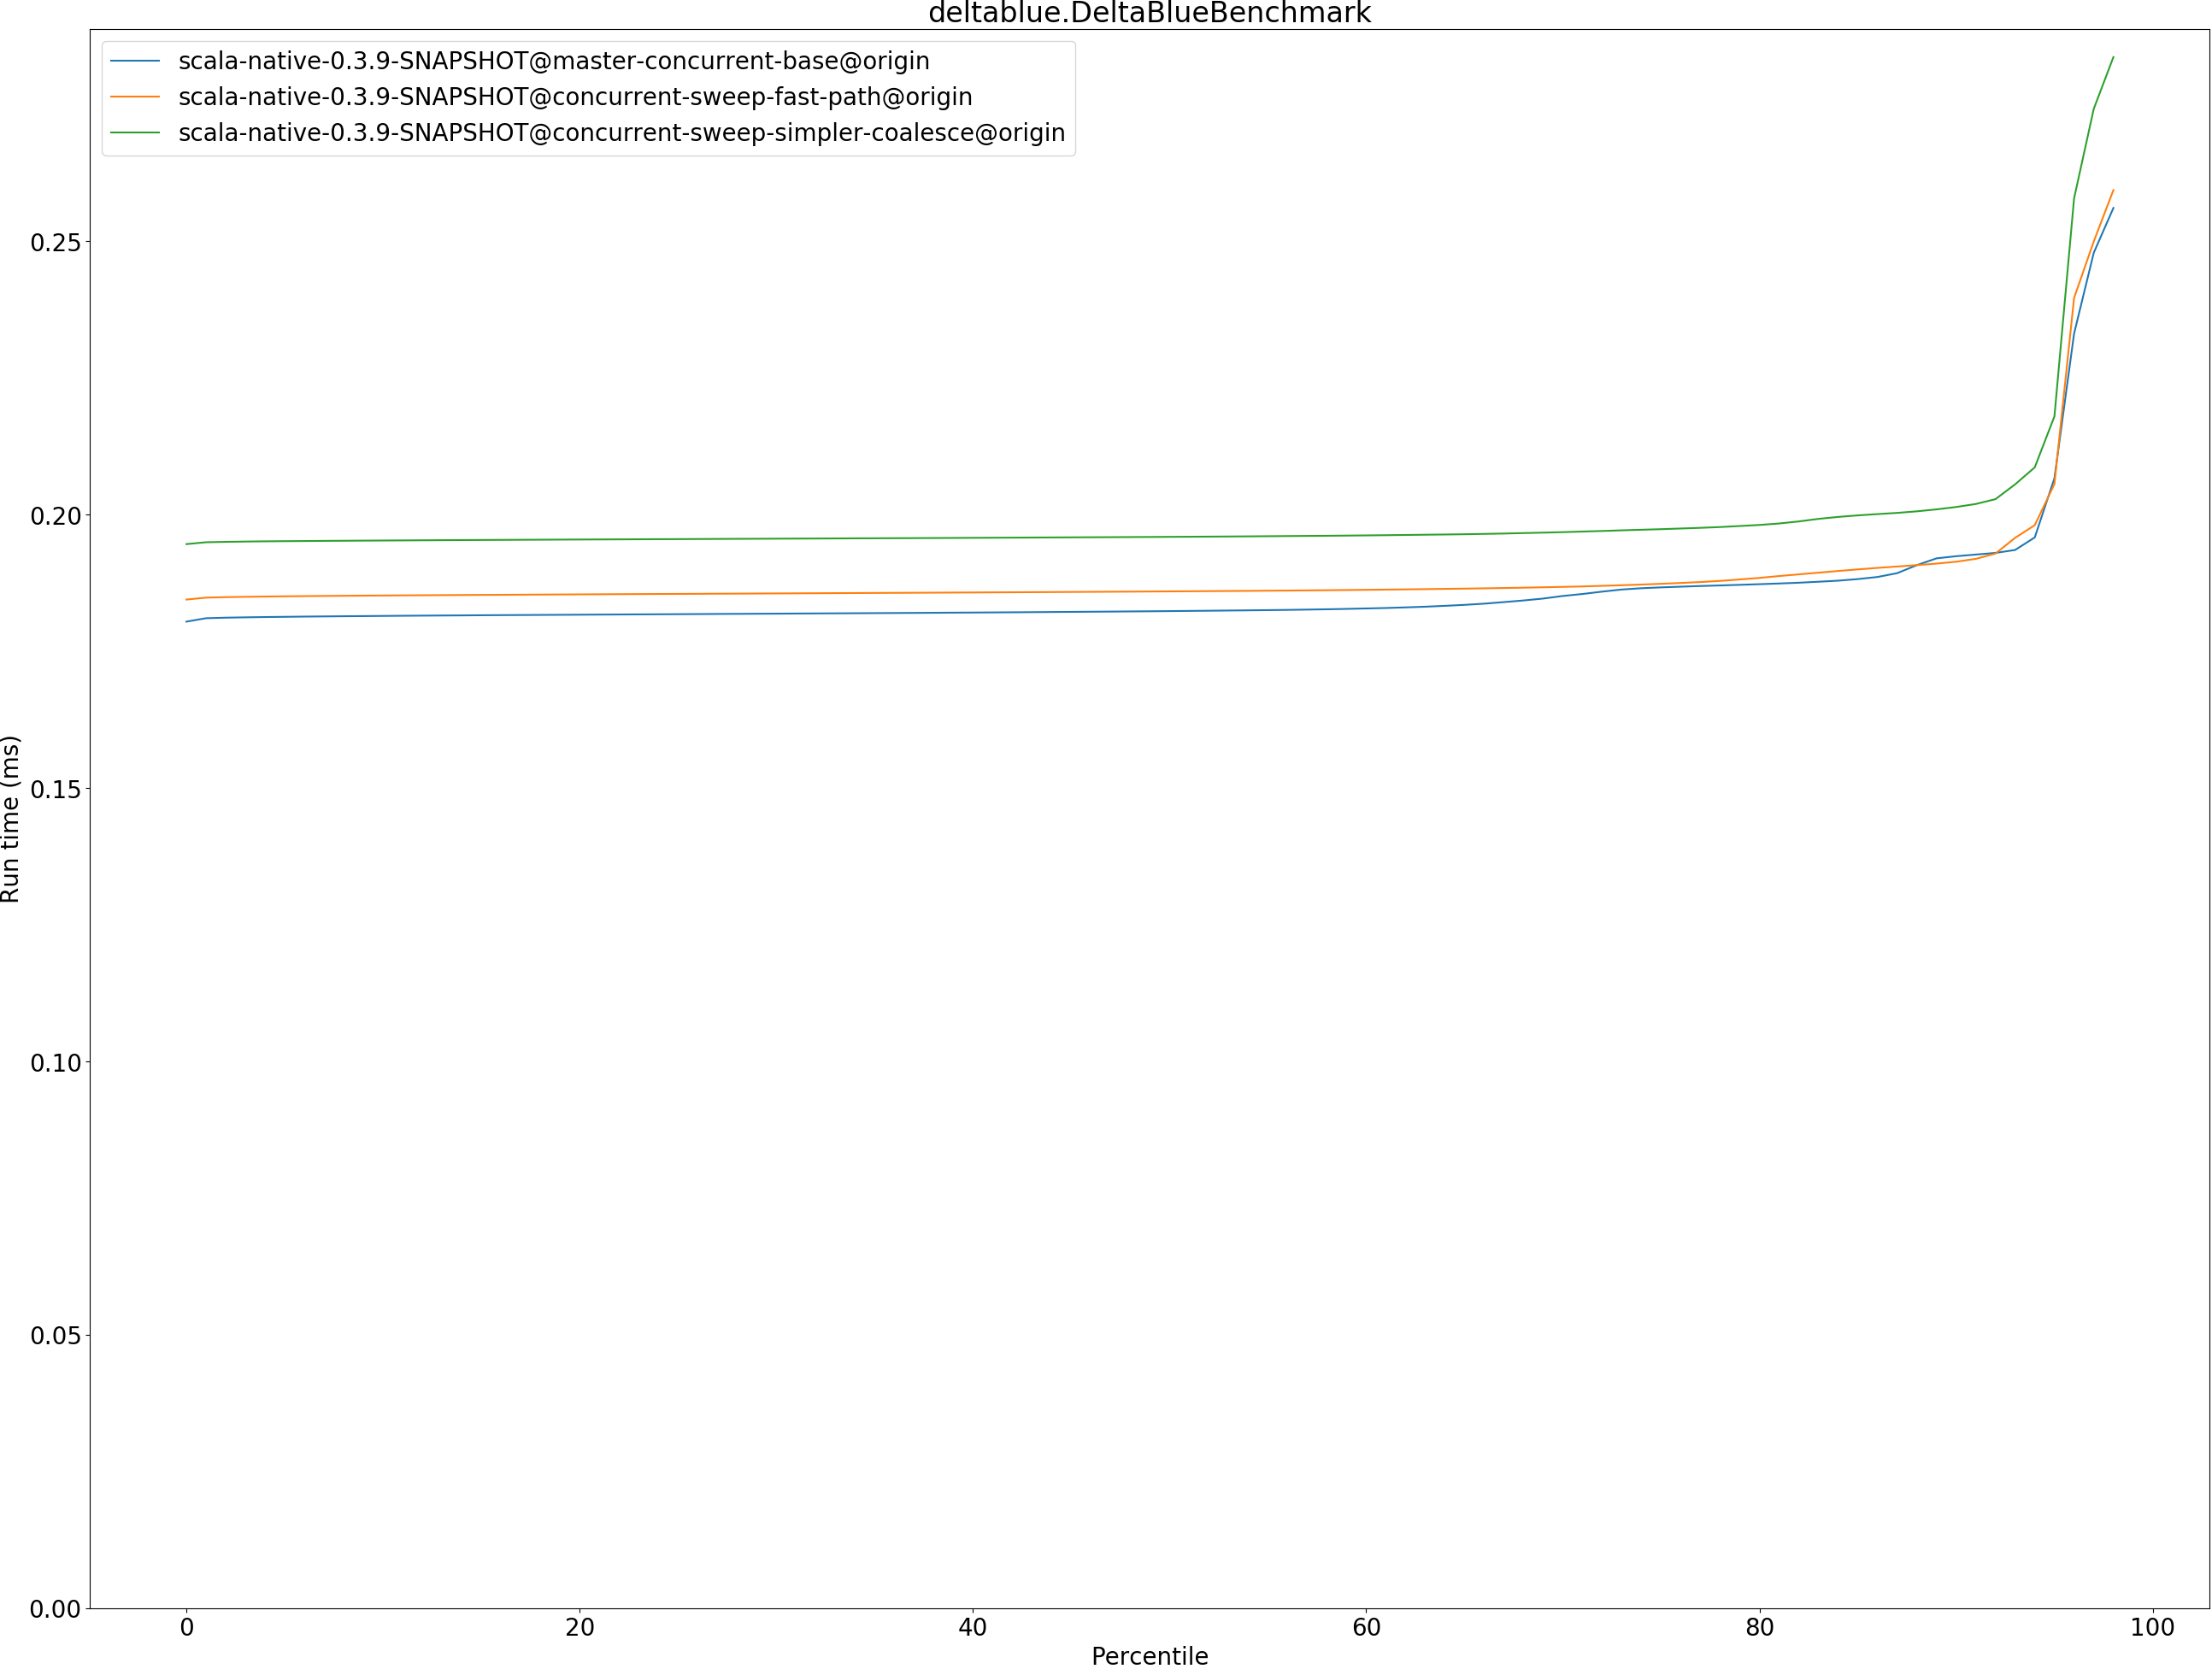 deltablue.DeltaBlueBenchmark
scala-native-0.3.9-SNAPSHOT@master-concurrent-base@origin
scala-native-0.3.9-SNAPSHOT@concurrent-sweep-fast-path@origin
scala-native-0.3.9-SNAPSHOT@concurrent-sweep-simpler-coalesce@origin
0.25
0.20
0.15
0.10
0.05
0.00
Run time (ms)
0 20 40 60 80 100
Percentile